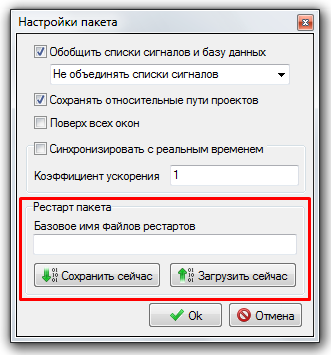 Настройки пакета
Обобщить списки сигналов и базу данных
Не объединять списки сигналов
Сохранять относительные пути проектов
Поверх всех окон
Синхронизировать с реальным временем
Коэффициент ускорения 1
Рестарт пакета
Базовое имя файлов рестартов
Сохранить сейчас Загрузить сейчас
Ok Отмена